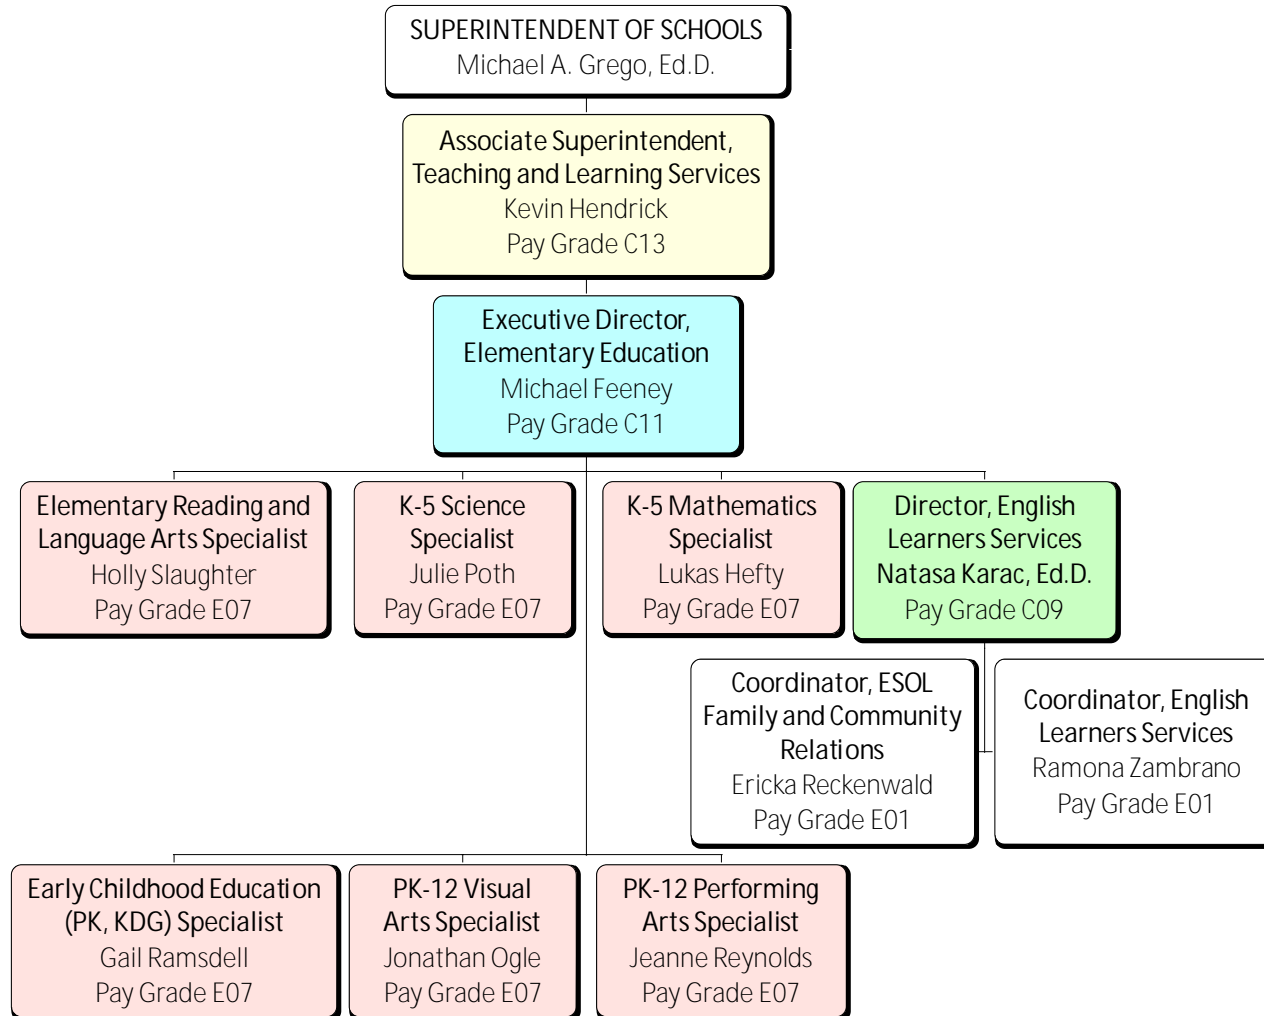 SUPERINTENDENT OF SCHOOLS
Michael A. Grego, Ed.D.
Associate Superintendent,
Teaching and Learning Services
Kevin Hendrick
Pay Grade C13
Executive Director,
Elementary Education
Michael Feeney
Pay Grade C11
Elementary Reading and
Language Arts Specialist
Holly Slaughter
Pay Grade E07
K-5 Science
Specialist
Julie Poth
Pay Grade E07
K-5 Mathematics
Specialist
Lukas Hefty
Pay Grade E07
Director, English
Learners Services
Natasa Karac, Ed.D.
Pay Grade C09
Coordinator, ESOL
Family and Community
Relations
Ericka Reckenwald
Pay Grade E01
Coordinator, English
Learners Services
Ramona Zambrano
Pay Grade E01
Early Childhood Education
(PK, KDG) Specialist
Gail Ramsdell
Pay Grade E07
PK-12 Visual
Arts Specialist
Jonathan Ogle
Pay Grade E07
PK-12 Performing
Arts Specialist
Jeanne Reynolds
Pay Grade E07